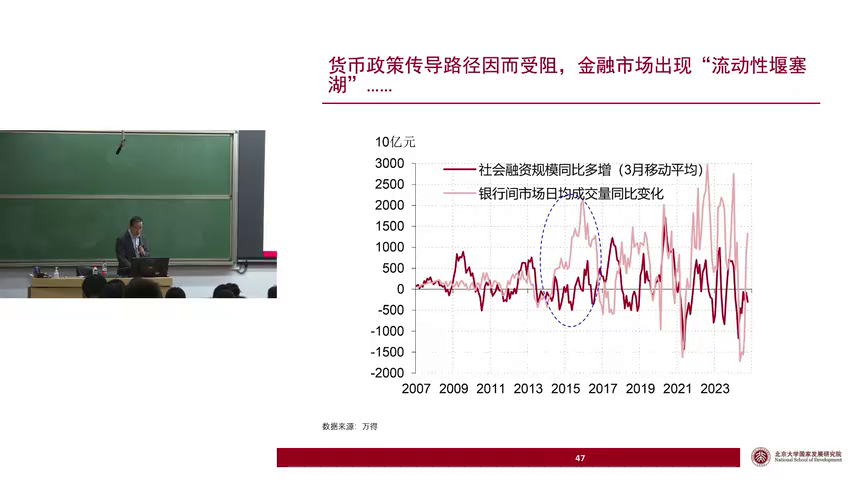 货币政策传导路径因而受阻，金融市场出现“流动性堰塞
湖”……
10亿元
社会融资规模同比多增（3月移动平均）
银行间市场日均成交量同比变化
3000
2500
2000
1500
1000
500
0
-500
-1000
-1500
-2000
2007 2009 2011 2013 2015 2017 2019 2021 2023
数据来源：万得
47
北京大学国家发展研究院
National School of Development